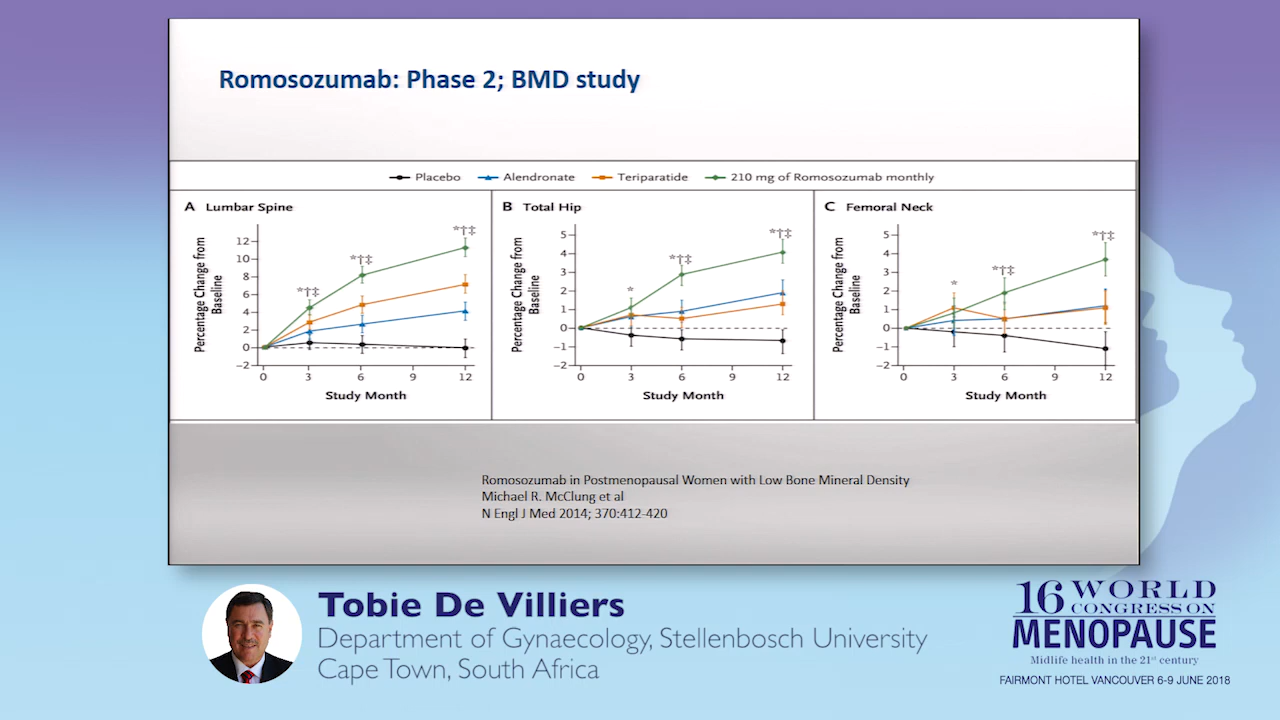 Romosozumab: Phase 2; BMD study
Placebo Alendronate Teriparatide 210 mg of Romosozumab monthly
A Lumbar Spine
Percentage Change from
Baseline
12
10
8
6
4
2
0
−2
*†‡
*†‡
*†‡
0 3 6 9 12
Study Month
B Total Hip
Percentage Change from
Baseline
5
4
3
2
1
0
−1
−2
*
*†‡
*†‡
0 3 6 9 12
Study Month
C Femoral Neck
Percentage Change from
Baseline
5
4
3
2
1
0
−1
−2
*
*†‡
*†‡
0 3 6 9 12
Study Month
Romosozumab in Postmenopausal Women with Low Bone Mineral Density
Michael R. McClung et al
N Engl J Med 2014; 370:412-420
Tobie De Villiers
Department of Gynaecology, Stellenbosch University
Cape Town, South Africa
16 WORLD
CONGRESS ON
MENOPAUSE
Midlife health in the 21st century
FAIRMONT HOTEL VANCOUVER 6-9 JUNE 2018